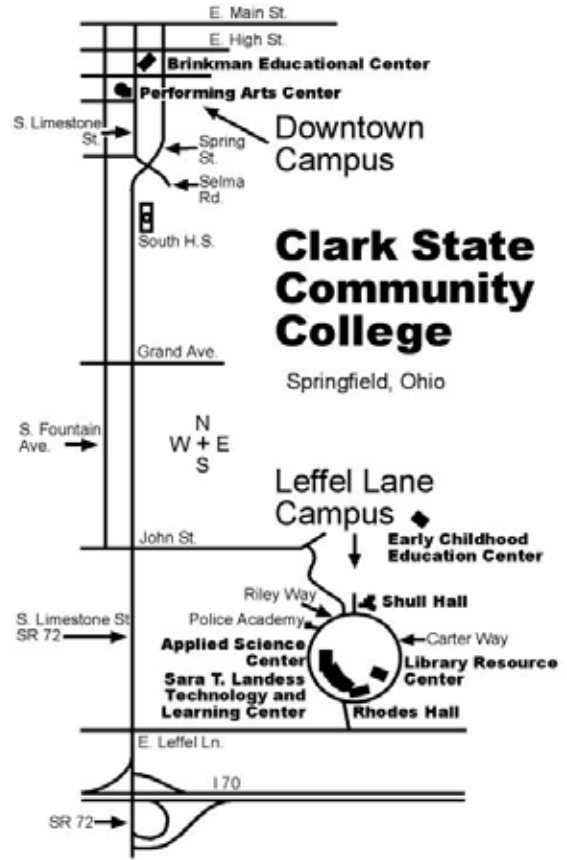 E. Main St.
E. High St.
Brinkman Educational Center
Performing Arts Center
S. Limestone
St.
Downtown
Campus
Spring
St.
Selma
Rd.
South H.S.
Clark State
Community
College
Springfield, Ohio
Grand Ave.
S. Fountain
Ave.
N
W + E
S
Leffel Lane
Campus
Early Childhood
Education Center
John St.
Riley Way
Shull Hall
Police Academy
S. Limestone St
SR 72
Carter Way
Applied Science
Center
Library Resource
Center
Sara T. Landess
Technology and
Learning Center
Rhodes Hall
E. Leffel Ln.
I 70
SR 72